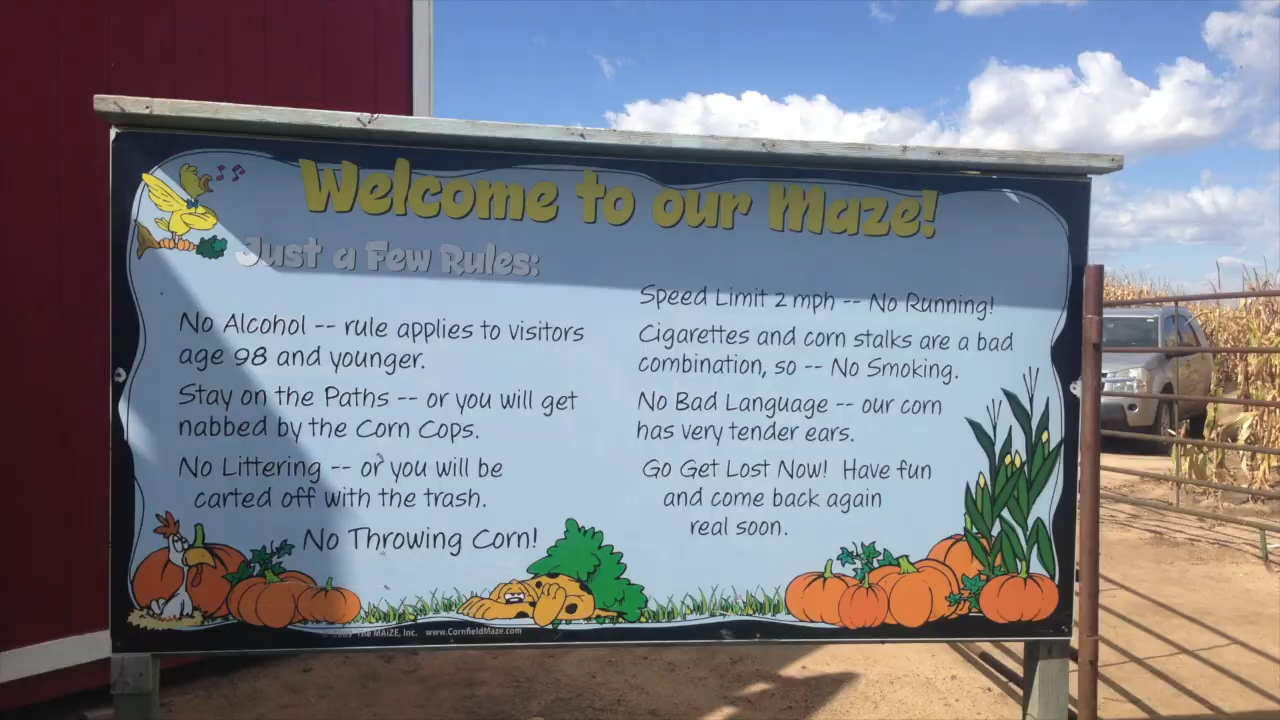 Welcome to our Maze!
Just a Few Rules:
No Alcohol -- rule applies to visitors
age 98 and younger.
Stay on the Paths -- or you will get
nabbed by the Corn Cops.
No Littering -- or you will be
carted off with the trash.
No Throwing Corn!
Speed Limit 2 mph -- No Running!
Cigarettes and corn stalks are a bad
combination, so -- No Smoking.
No Bad Language -- our corn
has very tender ears.
Go Get Lost Now! Have fun
and come back again
real soon.
The MAiZE, Inc. www.CornfieldMaze.com